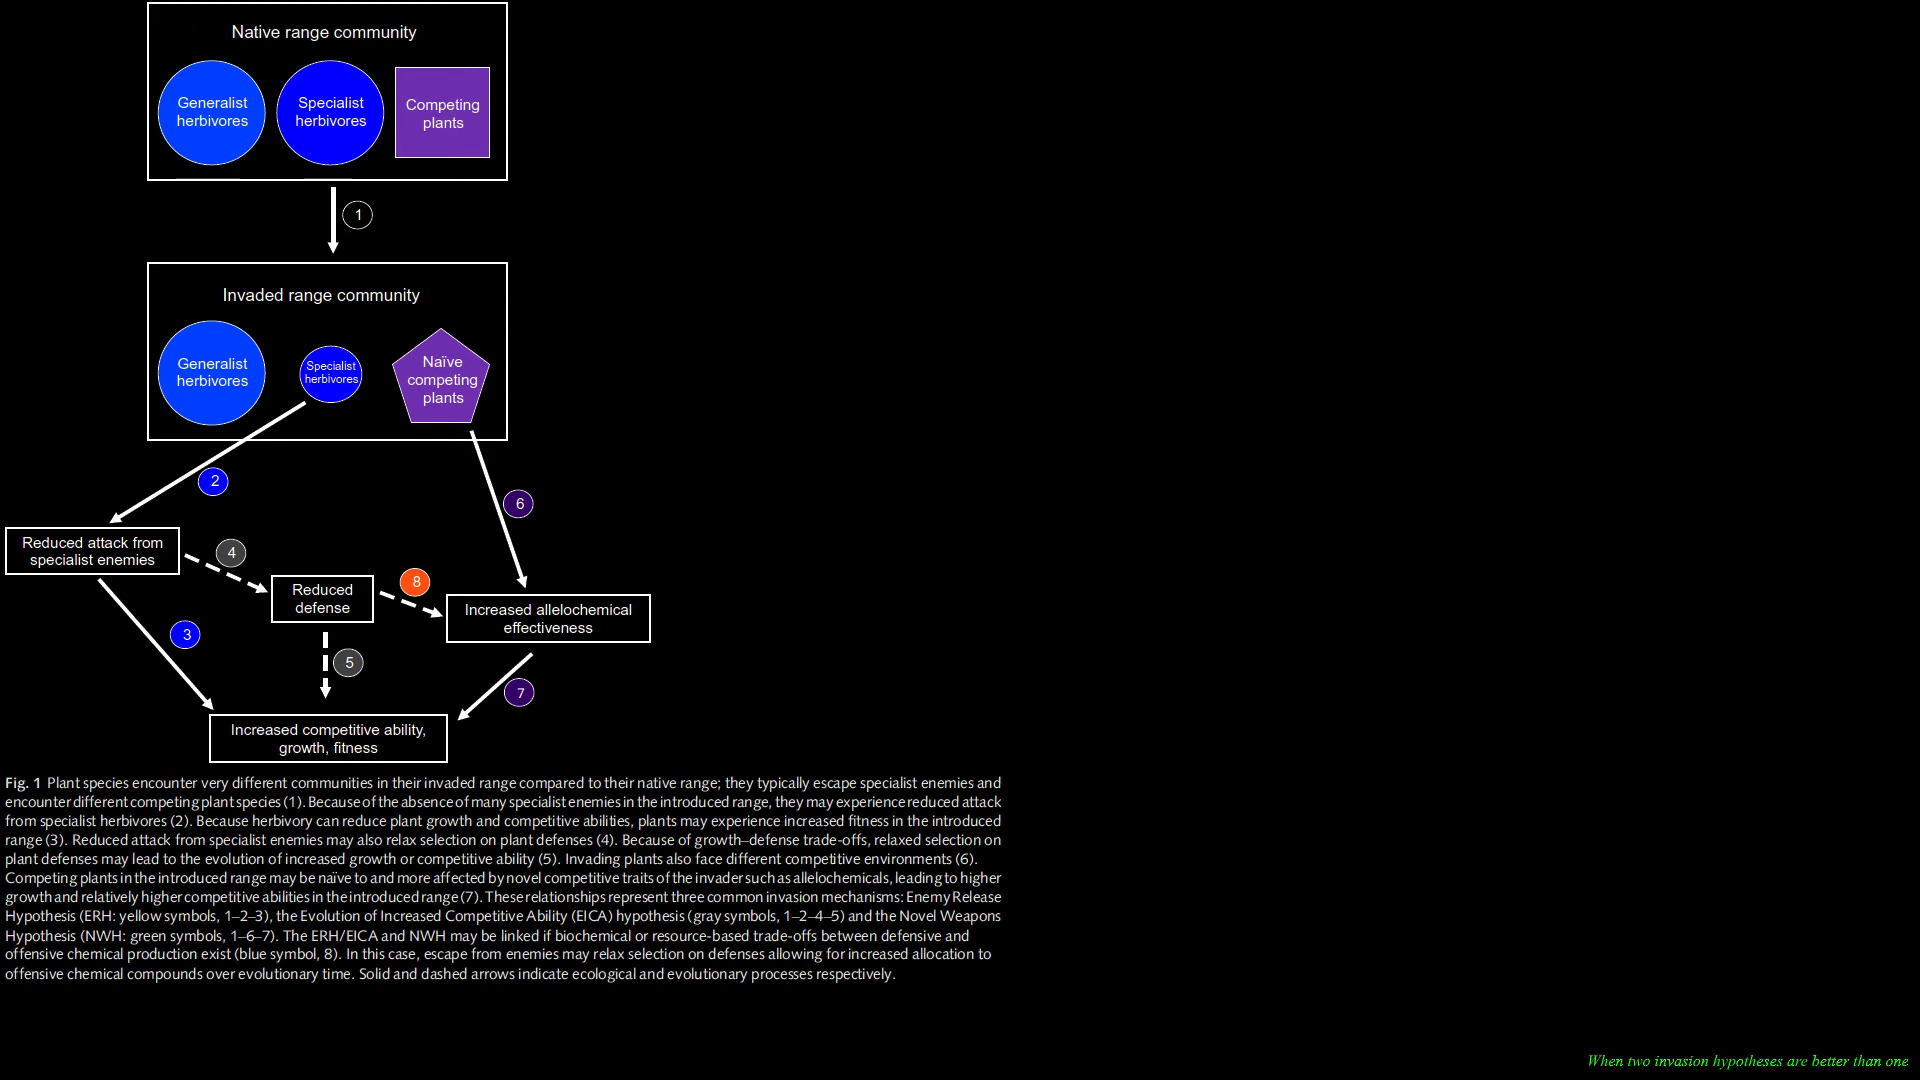 Native range community
Generalist
herbivores
Specialist
herbivores
Competing
plants
1
Invaded range community
Generalist
herbivores
Specialist
herbivores
Naïve
competing
plants
2
6
Reduced attack from
specialist enemies
4
Reduced
defense
8
Increased allelochemical
effectiveness
3
5
7
Increased competitive ability,
growth, fitness
Fig. 1 Plant species encounter very different communities in their invaded range compared to their native range; they typically escape specialist enemies and
encounter different competing plant species (1). Because of the absence of many specialist enemies in the introduced range, they may experience reduced attack
from specialist herbivores (2). Because herbivory can reduce plant growth and competitive abilities, plants may experience increased fitness in the introduced
range (3). Reduced attack from specialist enemies may also relax selection on plant defenses (4). Because of growth–defense trade-offs, relaxed selection on
plant defenses may lead to the evolution of increased growth or competitive ability (5). Invading plants also face different competitive environments (6).
Competing plants in the introduced range may be naïve to and more affected by novel competitive traits of the invader such as allelochemicals, leading to higher
growth and relatively higher competitive abilities in the introduced range (7). These relationships represent three common invasion mechanisms: Enemy Release
Hypothesis (ERH: yellow symbols, 1–2–3), the Evolution of Increased Competitive Ability (EICA) hypothesis (gray symbols, 1–2–4–5) and the Novel Weapons
Hypothesis (NWH: green symbols, 1–6–7). The ERH/EICA and NWH may be linked if biochemical or resource-based trade-offs between defensive and
offensive chemical production exist (blue symbol, 8). In this case, escape from enemies may relax selection on defenses allowing for increased allocation to
offensive chemical compounds over evolutionary time. Solid and dashed arrows indicate ecological and evolutionary processes respectively.
When two invasion hypotheses are better than one